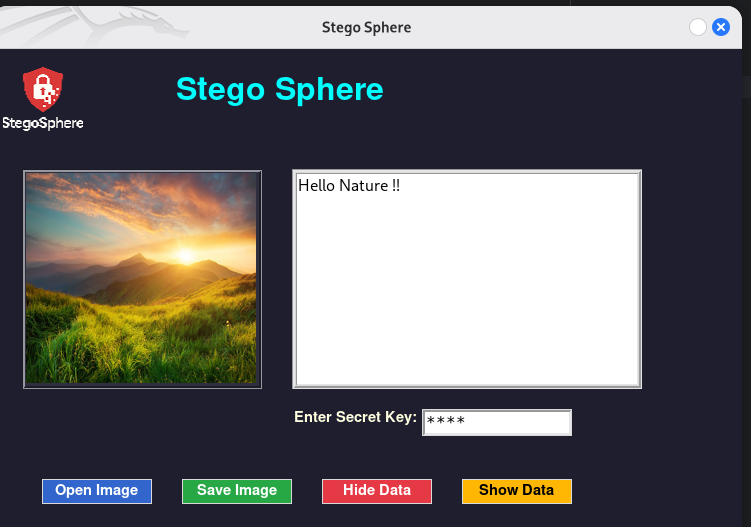 Stego Sphere
StegoSphere
Stego Sphere
Hello Nature !!
Enter Secret Key: ****
Open Image
Save Image
Hide Data
Show Data